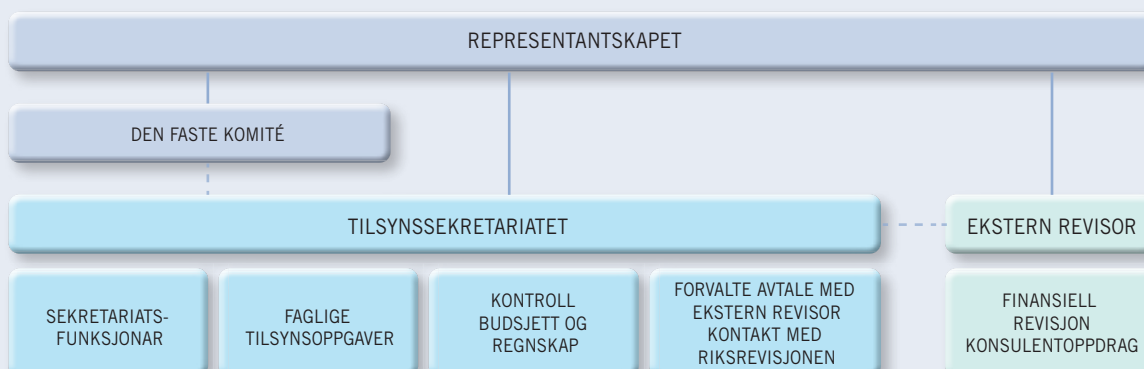 REPRESENTANTSKAPET
DEN FASTE KOMITÉ
TILSYNSSEKRETARIATET
EKSTERN REVISOR
SEKRETARIATS-
FUNKSJONAR
FAGLIGE
TILSYNSOPPGAVER
KONTROLL
BUDSJETT OG
REGNSKAP
FORVALTE AVTALE MED
EKSTERN REVISOR
KONTAKT MED
RIKSREVISJONEN
FINANSIELL
REVISJON
KONSULENTOPPDRAG